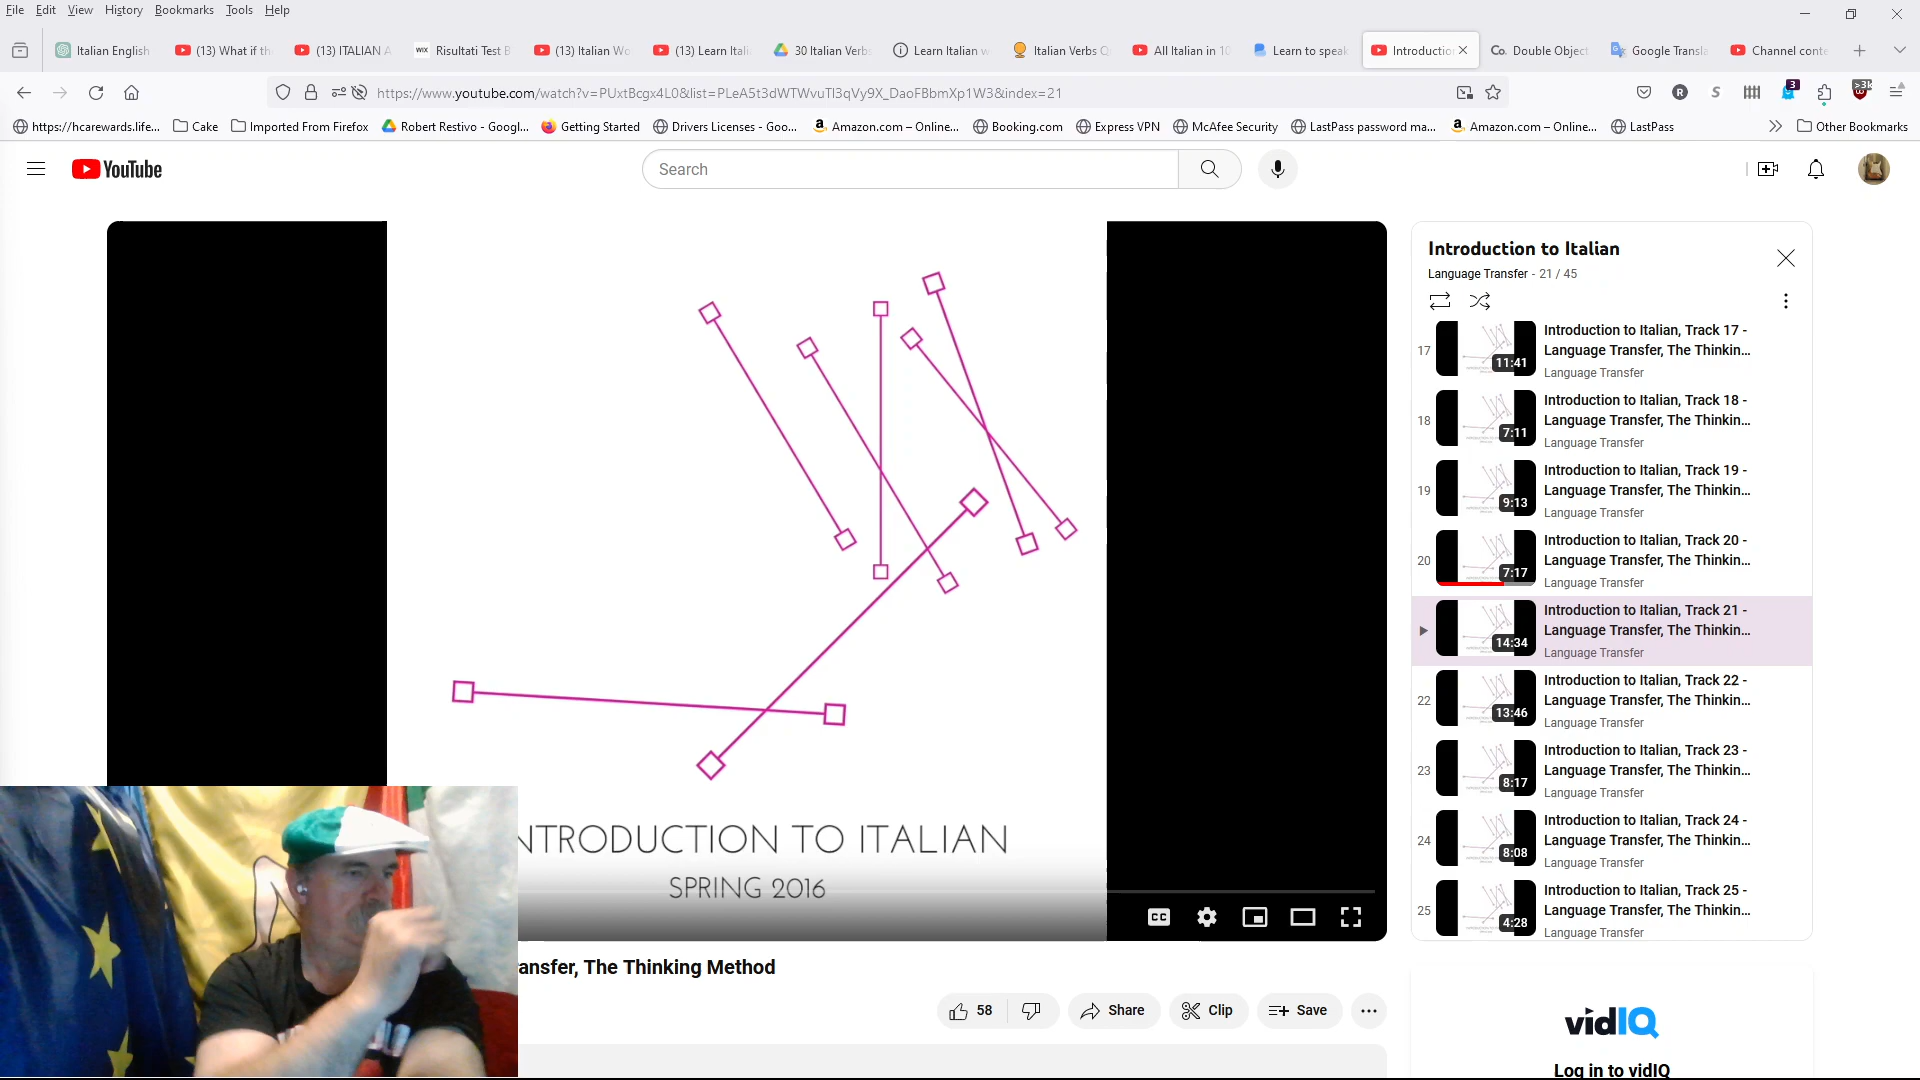 File Edit View History Bookmarks Tools Help
Italian English (13) What if th (13) ITALIAN A WIX Risultati Test B (13) Italian Wo (13) Learn Itali 30 Italian Verbs Learn Italian w Italian Verbs Q All Italian in 10 Learn to speak Introductio Co. Double Object Google Transla Channel conte
https://www.youtube.com/watch?v=PUxtBcgx4L0&list=PLeA5t3dWTWvuTl3qVy9X_DaoFBbmXp1W3&index=21
R S 3 >3k
https://hcarewards.life... Cake Imported From Firefox Robert Restivo - Googl... Getting Started Drivers Licenses - Goo... Amazon.com – Online... Booking.com Express VPN McAfee Security LastPass password ma... Amazon.com – Online... LastPass Other Bookmarks
YouTube
Search
Introduction to Italian
Language Transfer - 21 / 45
17
11:41
Introduction to Italian, Track 17 -
Language Transfer, The Thinkin...
Language Transfer
18
7:11
Introduction to Italian, Track 18 -
Language Transfer, The Thinkin...
Language Transfer
19
9:13
Introduction to Italian, Track 19 -
Language Transfer, The Thinkin...
Language Transfer
20
7:17
Introduction to Italian, Track 20 -
Language Transfer, The Thinkin...
Language Transfer
14:34
Introduction to Italian, Track 21 -
Language Transfer, The Thinkin...
Language Transfer
22
13:46
Introduction to Italian, Track 22 -
Language Transfer, The Thinkin...
Language Transfer
23
8:17
Introduction to Italian, Track 23 -
Language Transfer, The Thinkin...
Language Transfer
24
8:08
Introduction to Italian, Track 24 -
Language Transfer, The Thinkin...
Language Transfer
25
4:28
Introduction to Italian, Track 25 -
Language Transfer, The Thinkin...
Language Transfer
NTRODUCTION TO ITALIAN
SPRING 2016
CC
ansfer, The Thinking Method
58 Share Clip Save
vidIQ
Log in to vidIQ